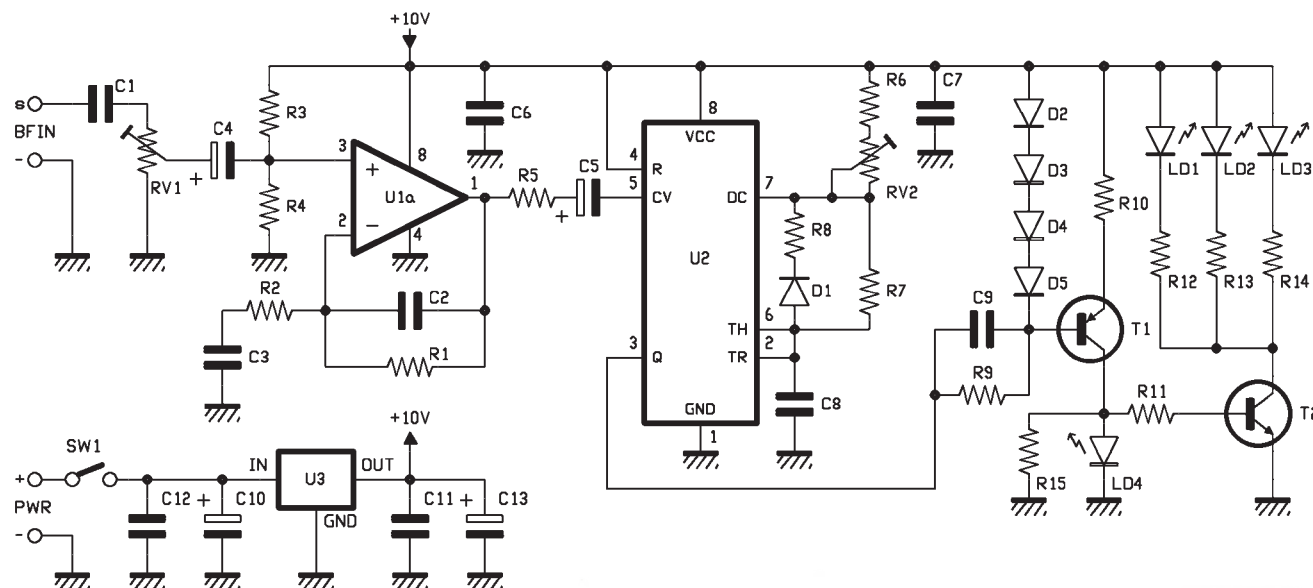 +10V
C1
s
BFIN
-
RV1
C4
+
R3
R4
3
+
2
-
U1a
8
4
1
C6
R5
+
C5
R2
C2
R1
C3
8
VCC
4
R
5
CV
7
DC
U2
6
TH
2
TR
3
Q
GND
1
R6
RV2
R8
D1
R7
C8
C7
D2
D3
D4
D5
R10
C9
R9
T1
LD1
LD2
LD3
R12
R13
R14
R11
T2
R15
LD4
SW1
+
PWR
-
C12
+
C10
IN
U3
OUT
GND
+10V
C11
+
C13